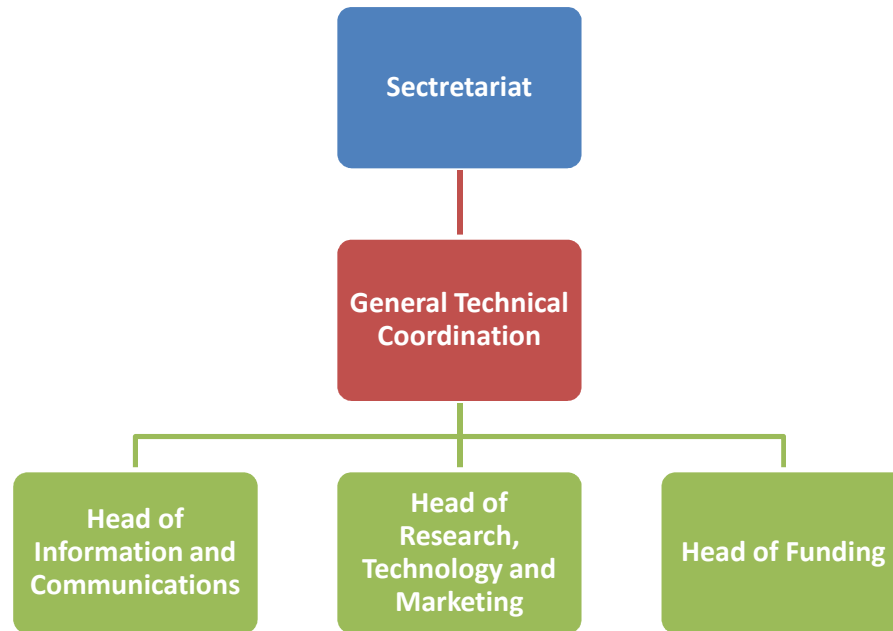 Sectretariat
General Technical
Coordination
Head of
Information and
Communications
Head of
Research,
Technology and
Marketing
Head of Funding